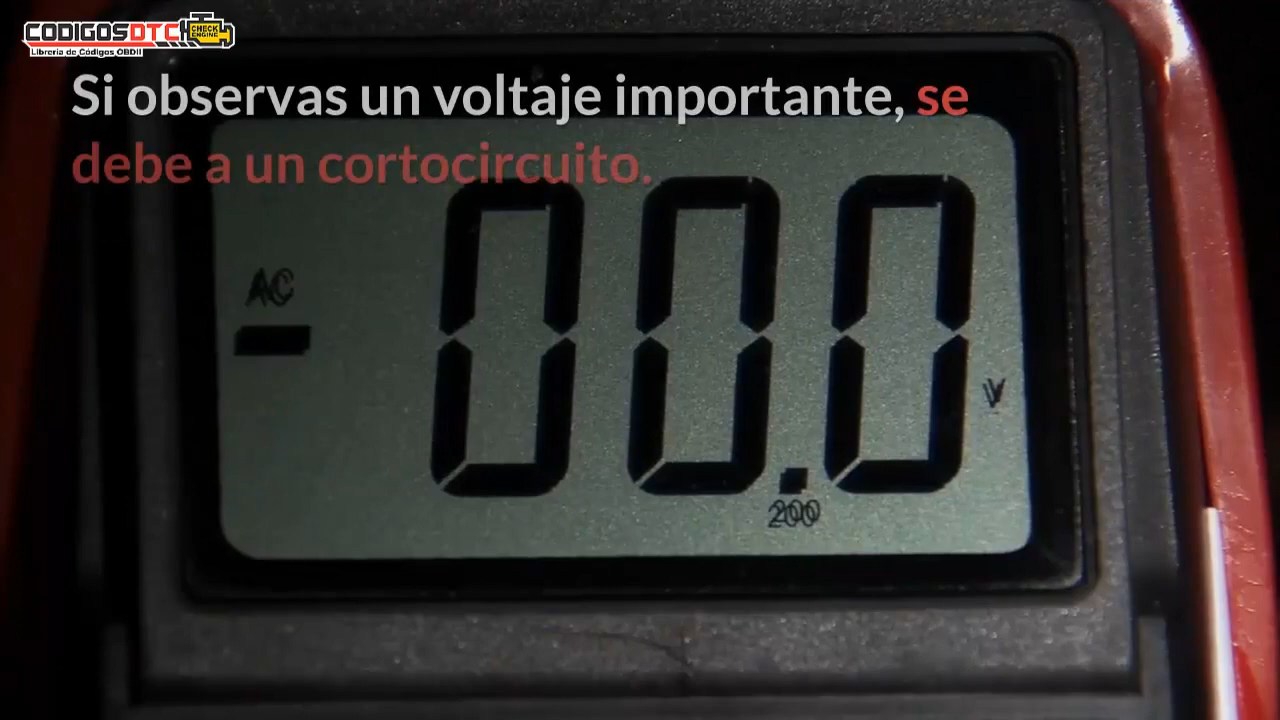 CODIGOSDTC
CHECK
ENGINE
Librería de Códigos OBDII
Si observas un voltaje importante, se
debe a un cortocircuito.
AC
- 00.0
V
200